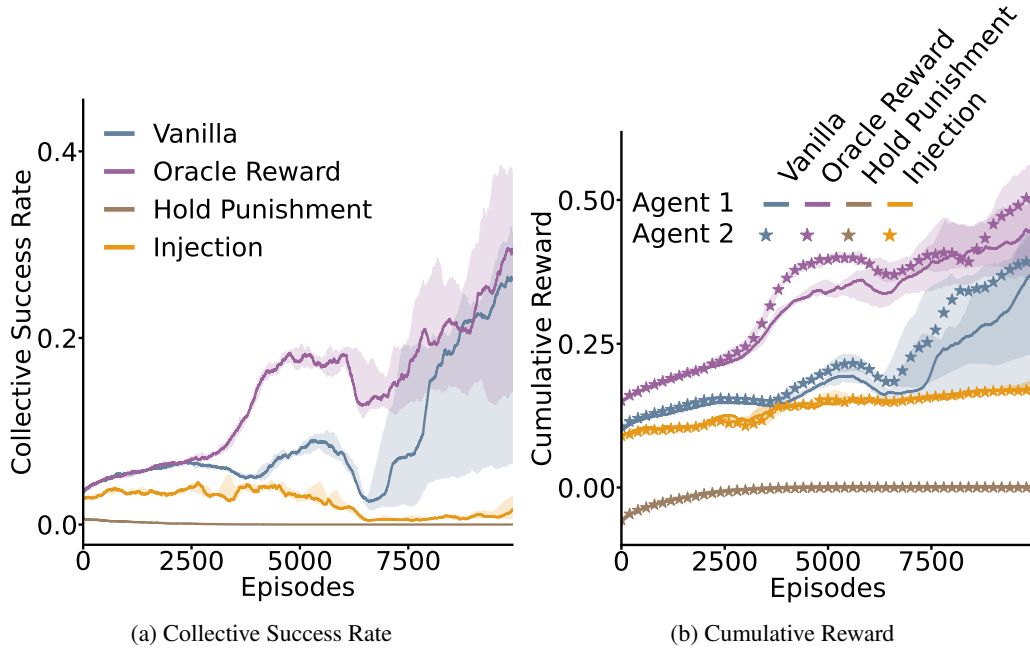 Collective Success Rate
0.4
0.2
0.0
Vanilla
Oracle Reward
Hold Punishment
Injection
0
2500
5000
7500
Episodes
(a) Collective Success Rate
Cumulative Reward
0.50
0.25
0.00
Vanilla
Oracle Reward
Hold Punishment
Injection
Agent 1
Agent 2
0
2500
5000
7500
Episodes
(b) Cumulative Reward